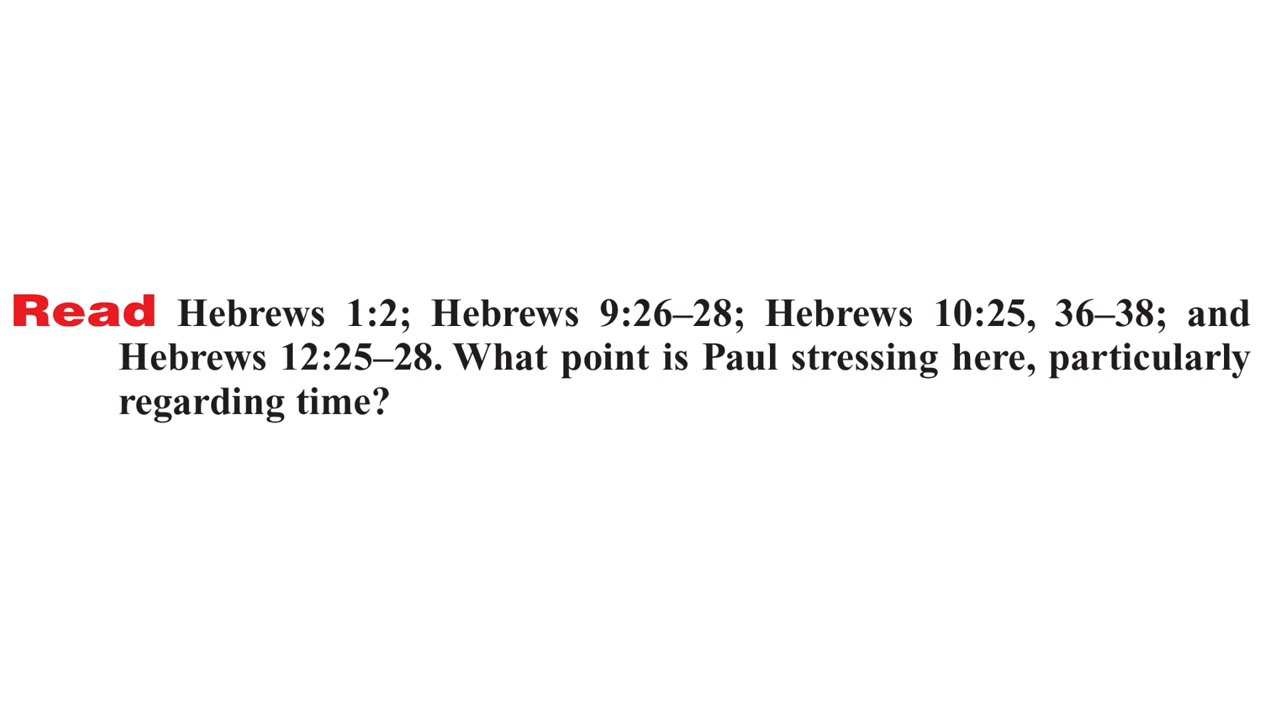 Read Hebrews 1:2; Hebrews 9:26–28; Hebrews 10:25, 36–38; and
Hebrews 12:25–28. What point is Paul stressing here, particularly
regarding time?